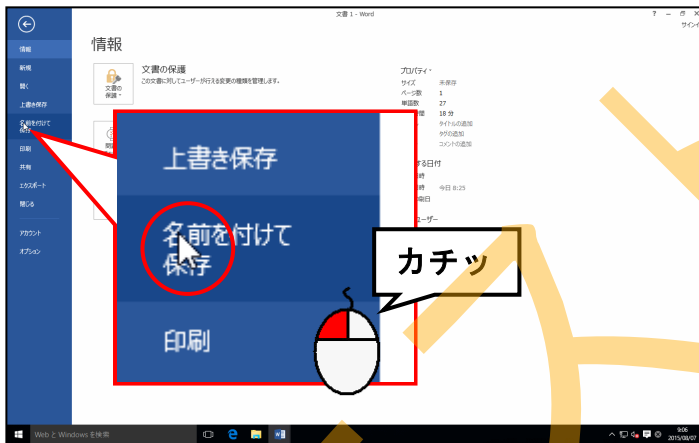 文書 1 - Word
? － 
サインイ
情報
情報
新規
開く
上書き保存
名前を付けて
保存
印刷
共有
エクスポート
閉じる
アカウント
オプション
文書の
保護
文書の保護
この文書に対してユーザーが行える変更の種類を管理します。
プロパティ
サイズ 未保存
ページ数 1
単語数 27
18 分
タイトルの追加
タグの追加
コメントの追加
する日付
今日 8:25
上書き保存
名前を付けて
保存
印刷
カチッ
Web と Windows を検索
9:06
2015/08/07